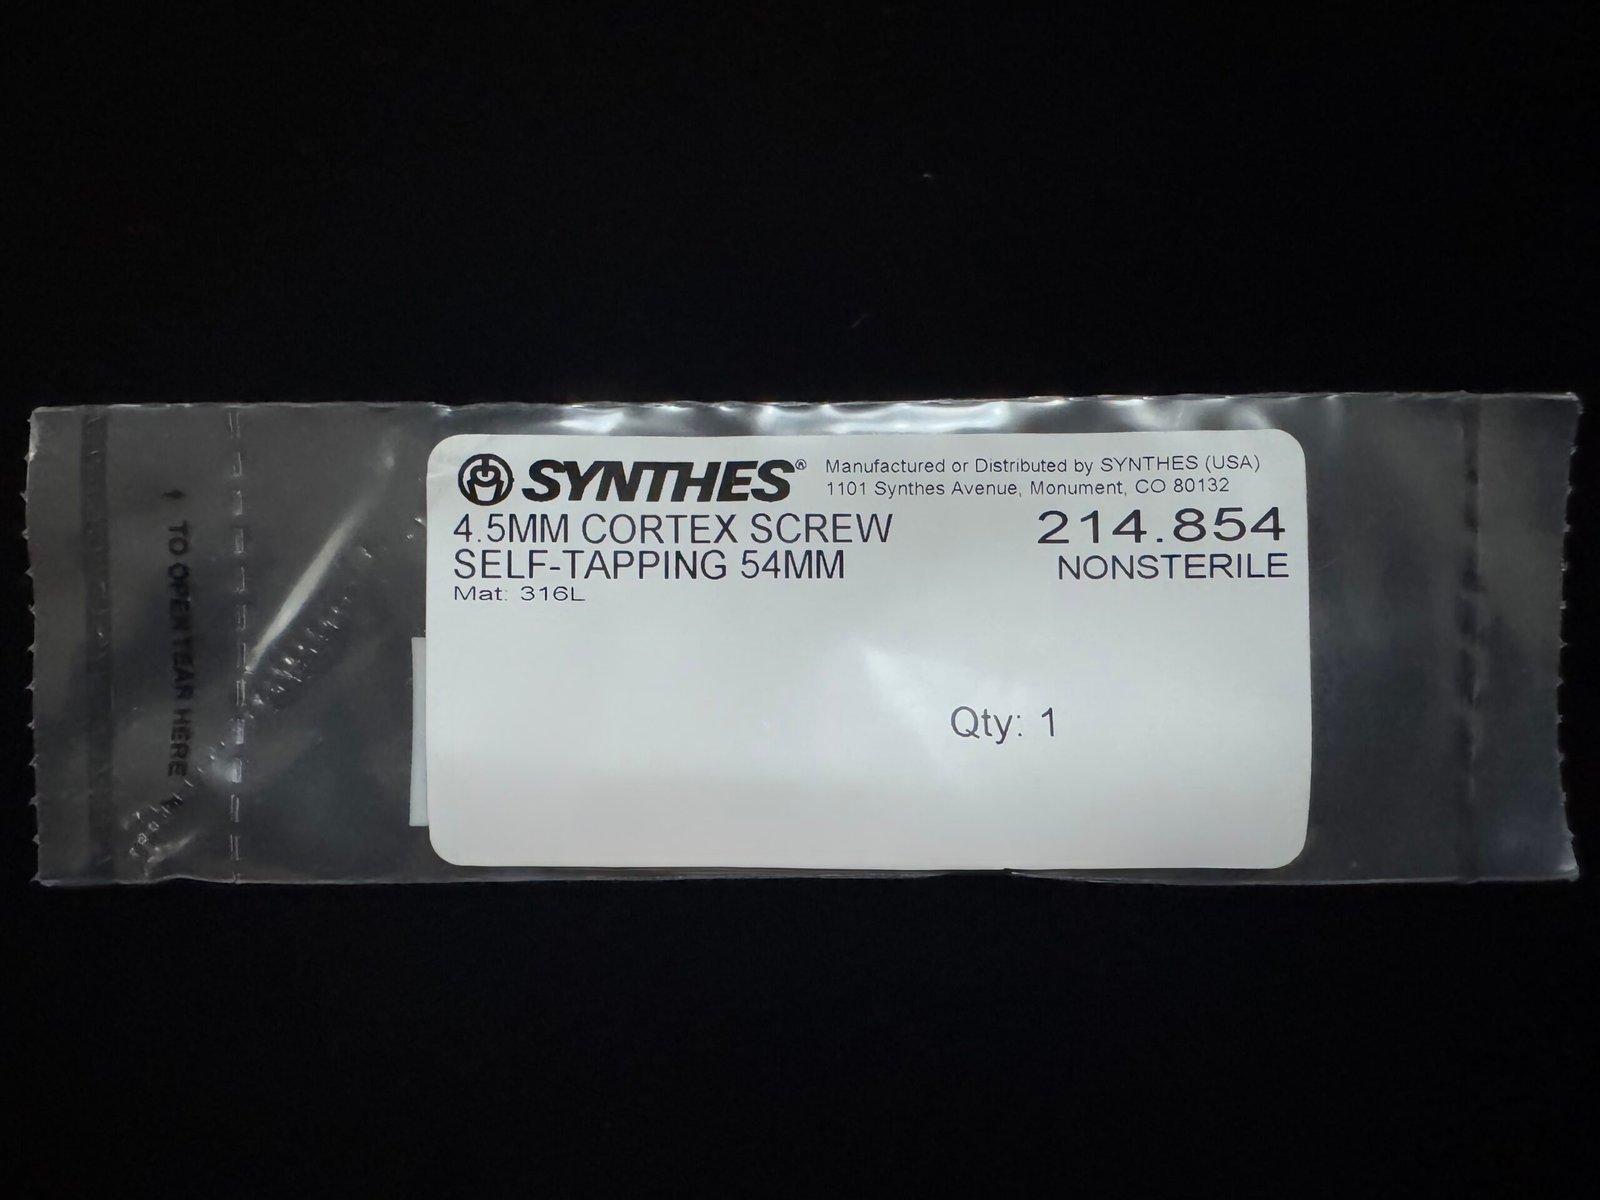 SYNTHES®
Manufactured or Distributed by SYNTHES (USA)
1101 Synthes Avenue, Monument, CO 80132
4.5MM CORTEX SCREW
SELF-TAPPING 54MM
Mat: 316L
214.854
NONSTERILE
Qty: 1
TO OPEN TEAR HERE